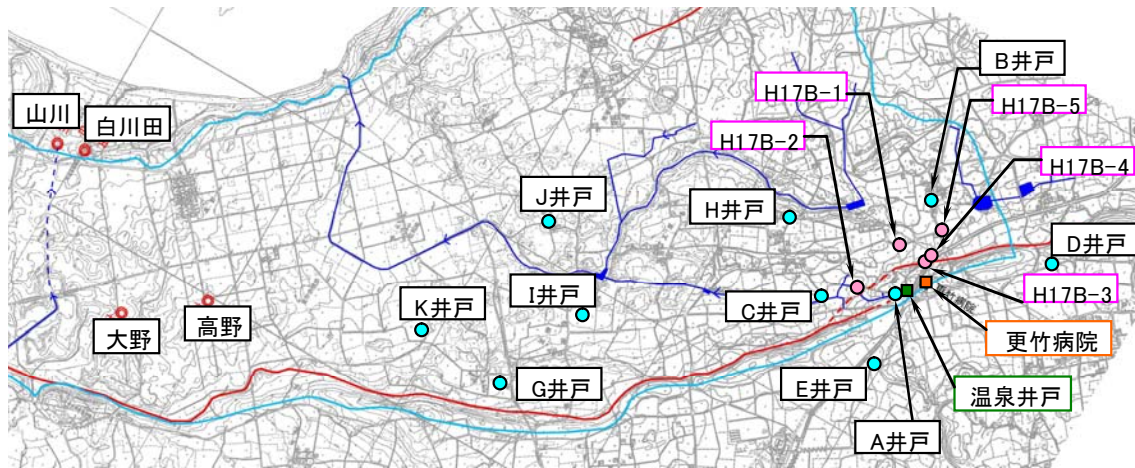 B井戸
H17B-1
H17B-5
山川
白川田
H17B-2
H17B-4
J井戸
H井戸
D井戸
I井戸
C井戸
H17B-3
大野
高野
K井戸
更竹病院
G井戸
E井戸
温泉井戸
A井戸